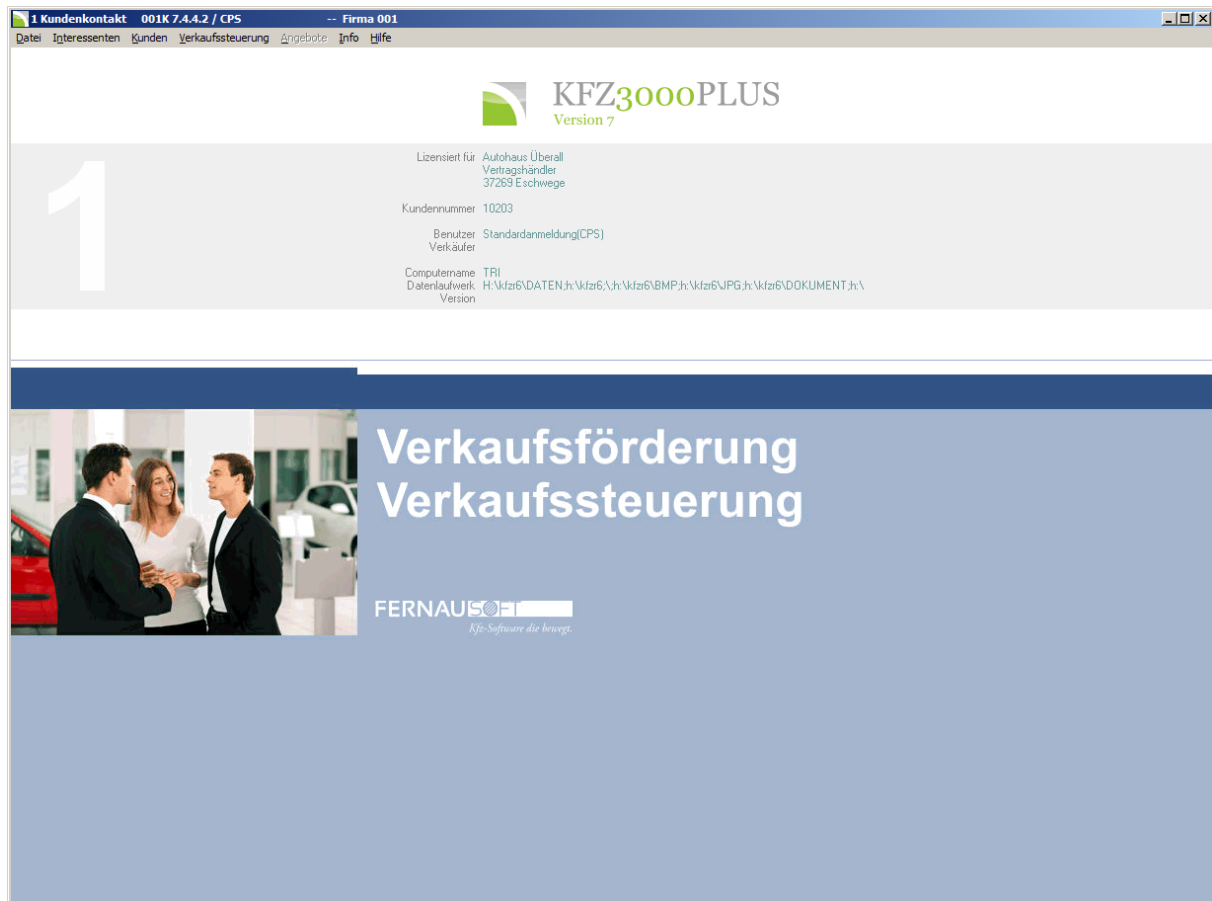 1 Kundenkontakt 001K 7.4.4.2 / CPS -- Firma 001
Datei Interessenten Kunden Verkaufssteuerung Angebote Info Hilfe
KFZ3000PLUS
Version 7
1
Lizensiert für Autohaus Überall
Vertragshändler
37269 Eschwege
Kundennummer 10203
Benutzer Standardanmeldung(CPS)
Verkäufer
Computername TRI
Datenlaufwerk H:\kfzr6\DATEN;h:\kfzr6;\;h:\kfzr6\BMP;h:\kfzr6\JPG;h:\kfzr6\DOKUMENT;h:\
Version
Verkaufsförderung
Verkaufssteuerung
FERNAUSOFT
Kfz-Software die bewegt.